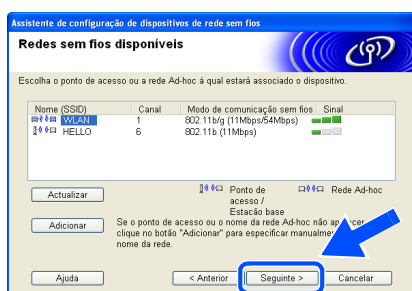 Assistente de configuração de dispositivos de rede sem fios
Redes sem fios disponíveis
Escolha o ponto de acesso ou a rede Ad-hoc à qual estará associado o dispositivo.
Nome (SSID) Canal Modo de comunicação sem fios Sinal
WLAN 1 802.11b/g (11Mbps/54Mbps)
HELLO 6 802.11b (11Mbps)
Actualizar
Ponto de acesso / Estacão base
Rede Ad-hoc
Adicionar
Se o ponto de acesso ou o nome da rede Ad-hoc não
clique no botão "Adicionar" para especificar
nome da rede.
Ajuda < Anterior Seguinte > Cancelar